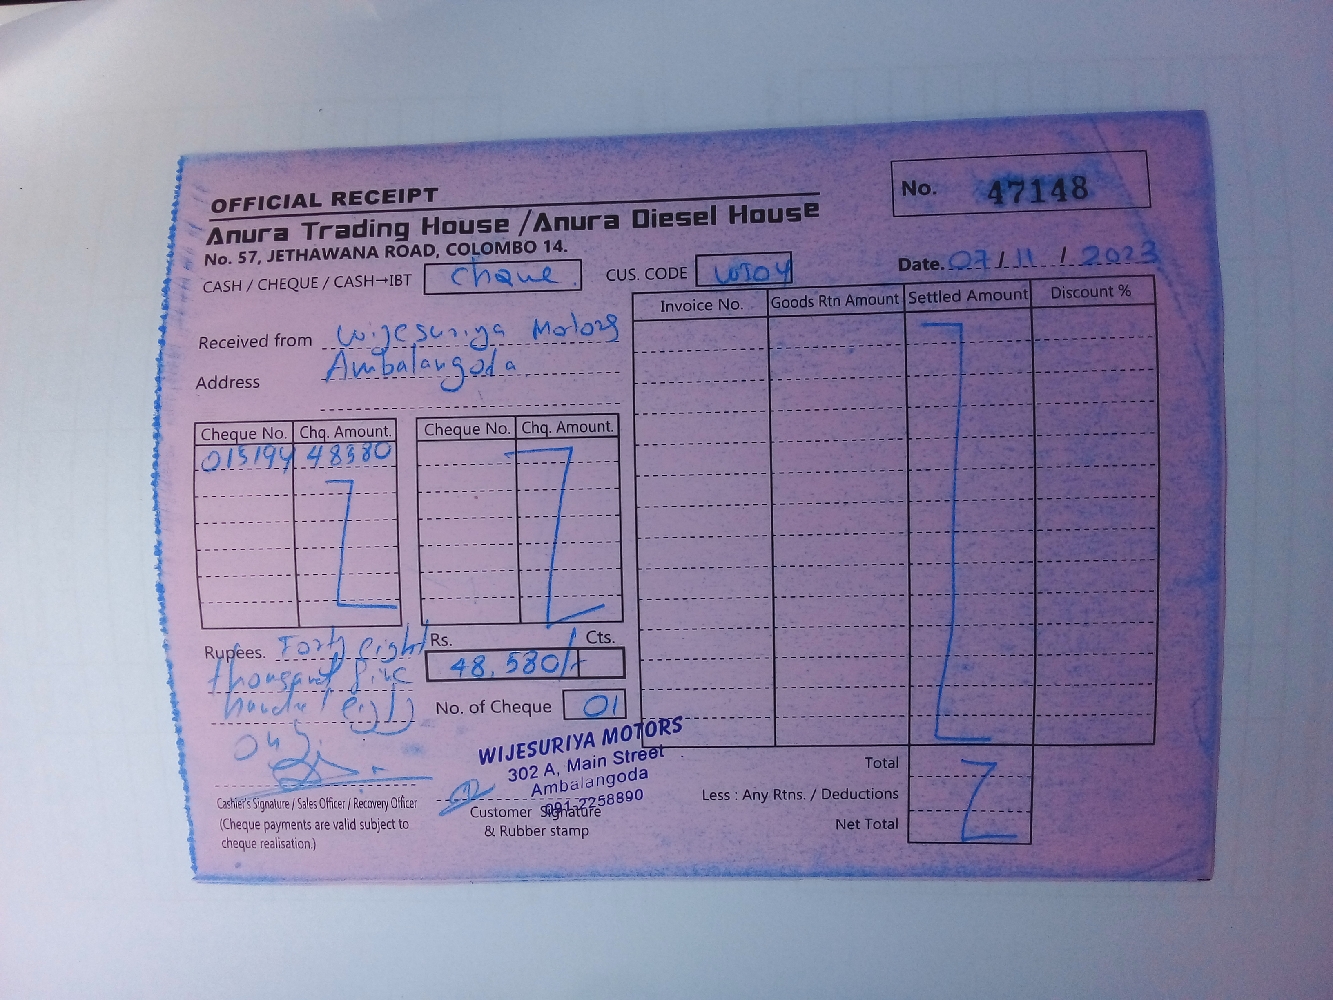 OFFICIAL RECEIPT
Anura Trading House /Anura Diesel House
No. 57, JETHAWANA ROAD, COLOMBO 14.
No. 47148
CASH / CHEQUE / CASH→IBT Cheque
CUS. CODE
Date. 07 / 11 / 2023
Received from Wijesuriya Motors
Address Ambalangoda
Cheque No. Chq. Amount.
015194 48380
Cheque No. Chq. Amount.
Invoice No. Goods Rtn Amount Settled Amount Discount %
Rupees. Forty eight
thousand five
hundred eighty
Rs. Cts.
48,580/-
No. of Cheque 01
WIJESURIYA MOTORS
302 A, Main Street
Ambalangoda
091-2258890
Cashier's Signature / Sales Officer / Recovery Officer
(Cheque payments are valid subject to
cheque realisation.)
Customer Signature
& Rubber stamp
Total
Less : Any Rtns. / Deductions
Net Total